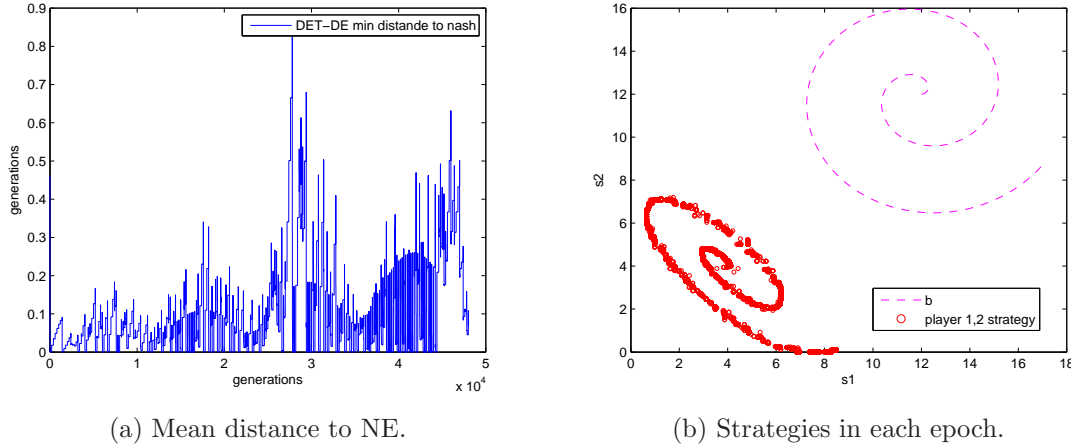 0.9
0.8
0.7
0.6
0.5
0.4
0.3
0.2
0.1
0
generations
DET−DE min distande to nash
0 1 2 3 4 5
x 10^4
generations
(a) Mean distance to NE.
16
14
12
10
8
6
4
2
0
s2
b
player 1,2 strategy
0 2 4 6 8 10 12 14 16 18
s1
(b) Strategies in each epoch.